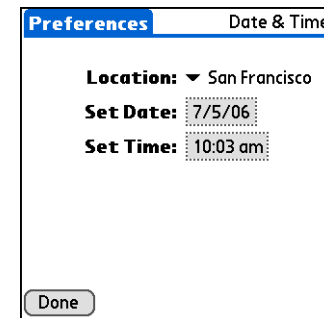 Preferences Date & Time
Location: San Francisco
Set Date: 7/5/06
Set Time: 10:03 am
Done